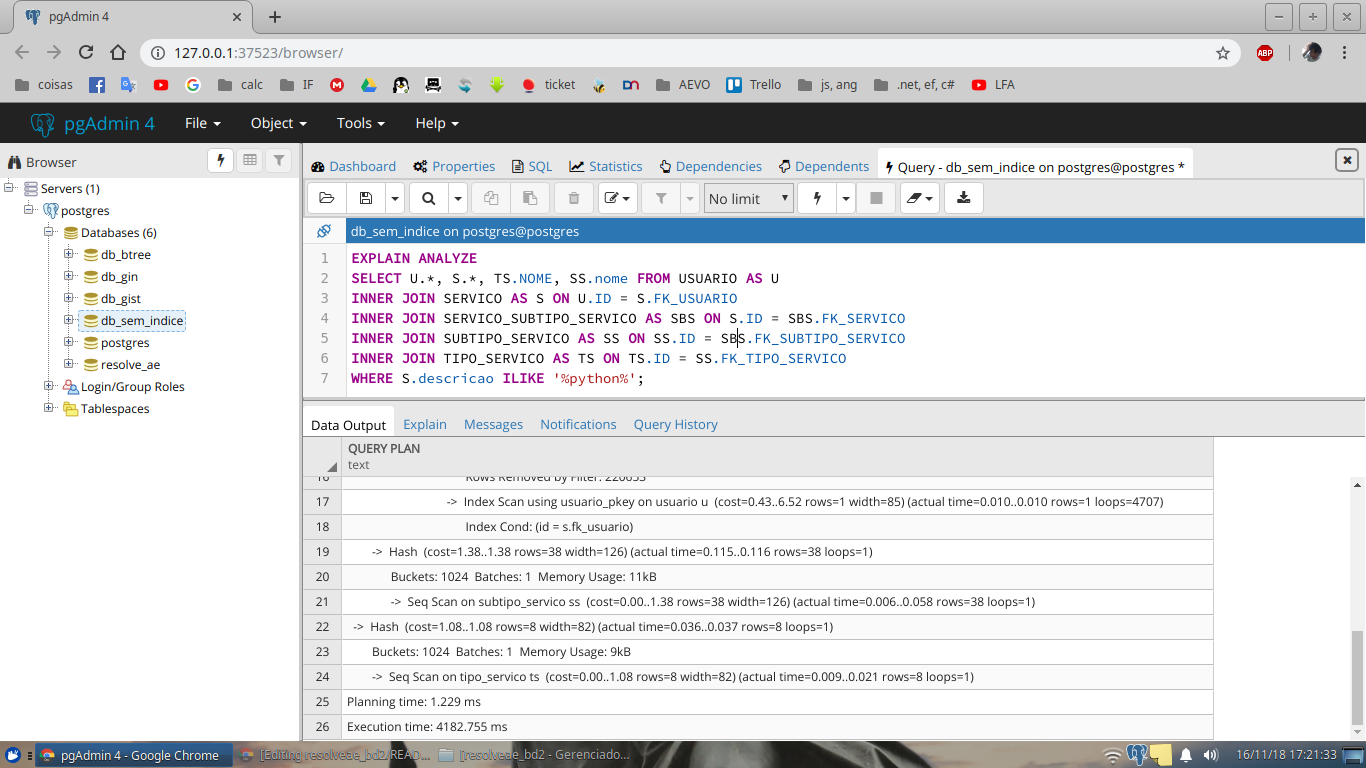 pgAdmin 4
127.0.0.1:37523/browser/
ABP
coisas calc IF ticket AEVO Trello js, ang .net, ef, c# LFA
pgAdmin 4 File Object Tools Help
Browser
Dashboard Properties SQL Statistics Dependencies Dependents Query - db_sem_indice on postgres@postgres *
Servers (1)
postgres
Databases (6)
db_btree
db_gin
db_gist
db_sem_indice
postgres
resolve_ae
Login/Group Roles
Tablespaces
No limit
db_sem_indice on postgres@postgres
1 EXPLAIN ANALYZE
2 SELECT U.*, S.*, TS.NOME, SS.nome FROM USUARIO AS U
3 INNER JOIN SERVICO AS S ON U.ID = S.FK_USUARIO
4 INNER JOIN SERVICO_SUBTIPO_SERVICO AS SBS ON S.ID = SBS.FK_SERVICO
5 INNER JOIN SUBTIPO_SERVICO AS SS ON SS.ID = SBS.FK_SUBTIPO_SERVICO
6 INNER JOIN TIPO_SERVICO AS TS ON TS.ID = SS.FK_TIPO_SERVICO
7 WHERE S.descricao ILIKE '%python%';
Data Output Explain Messages Notifications Query History
QUERY PLAN
text
16 Rows Removed by Filter: 220653
17 -> Index Scan using usuario_pkey on usuario u (cost=0.43..6.52 rows=1 width=85) (actual time=0.010..0.010 rows=1 loops=4707)
18 Index Cond: (id = s.fk_usuario)
19 -> Hash (cost=1.38..1.38 rows=38 width=126) (actual time=0.115..0.116 rows=38 loops=1)
20 Buckets: 1024 Batches: 1 Memory Usage: 11kB
21 -> Seq Scan on subtipo_servico ss (cost=0.00..1.38 rows=38 width=126) (actual time=0.006..0.058 rows=38 loops=1)
22 -> Hash (cost=1.08..1.08 rows=8 width=82) (actual time=0.036..0.037 rows=8 loops=1)
23 Buckets: 1024 Batches: 1 Memory Usage: 9kB
24 -> Seq Scan on tipo_servico ts (cost=0.00..1.08 rows=8 width=82) (actual time=0.009..0.021 rows=8 loops=1)
25 Planning time: 1.229 ms
26 Execution time: 4182.755 ms
pgAdmin 4 - Google Chrome [Editing resolveae_bd2/READ... [resolveae_bd2 - Gerenciado... 16/11/18 17:21:33